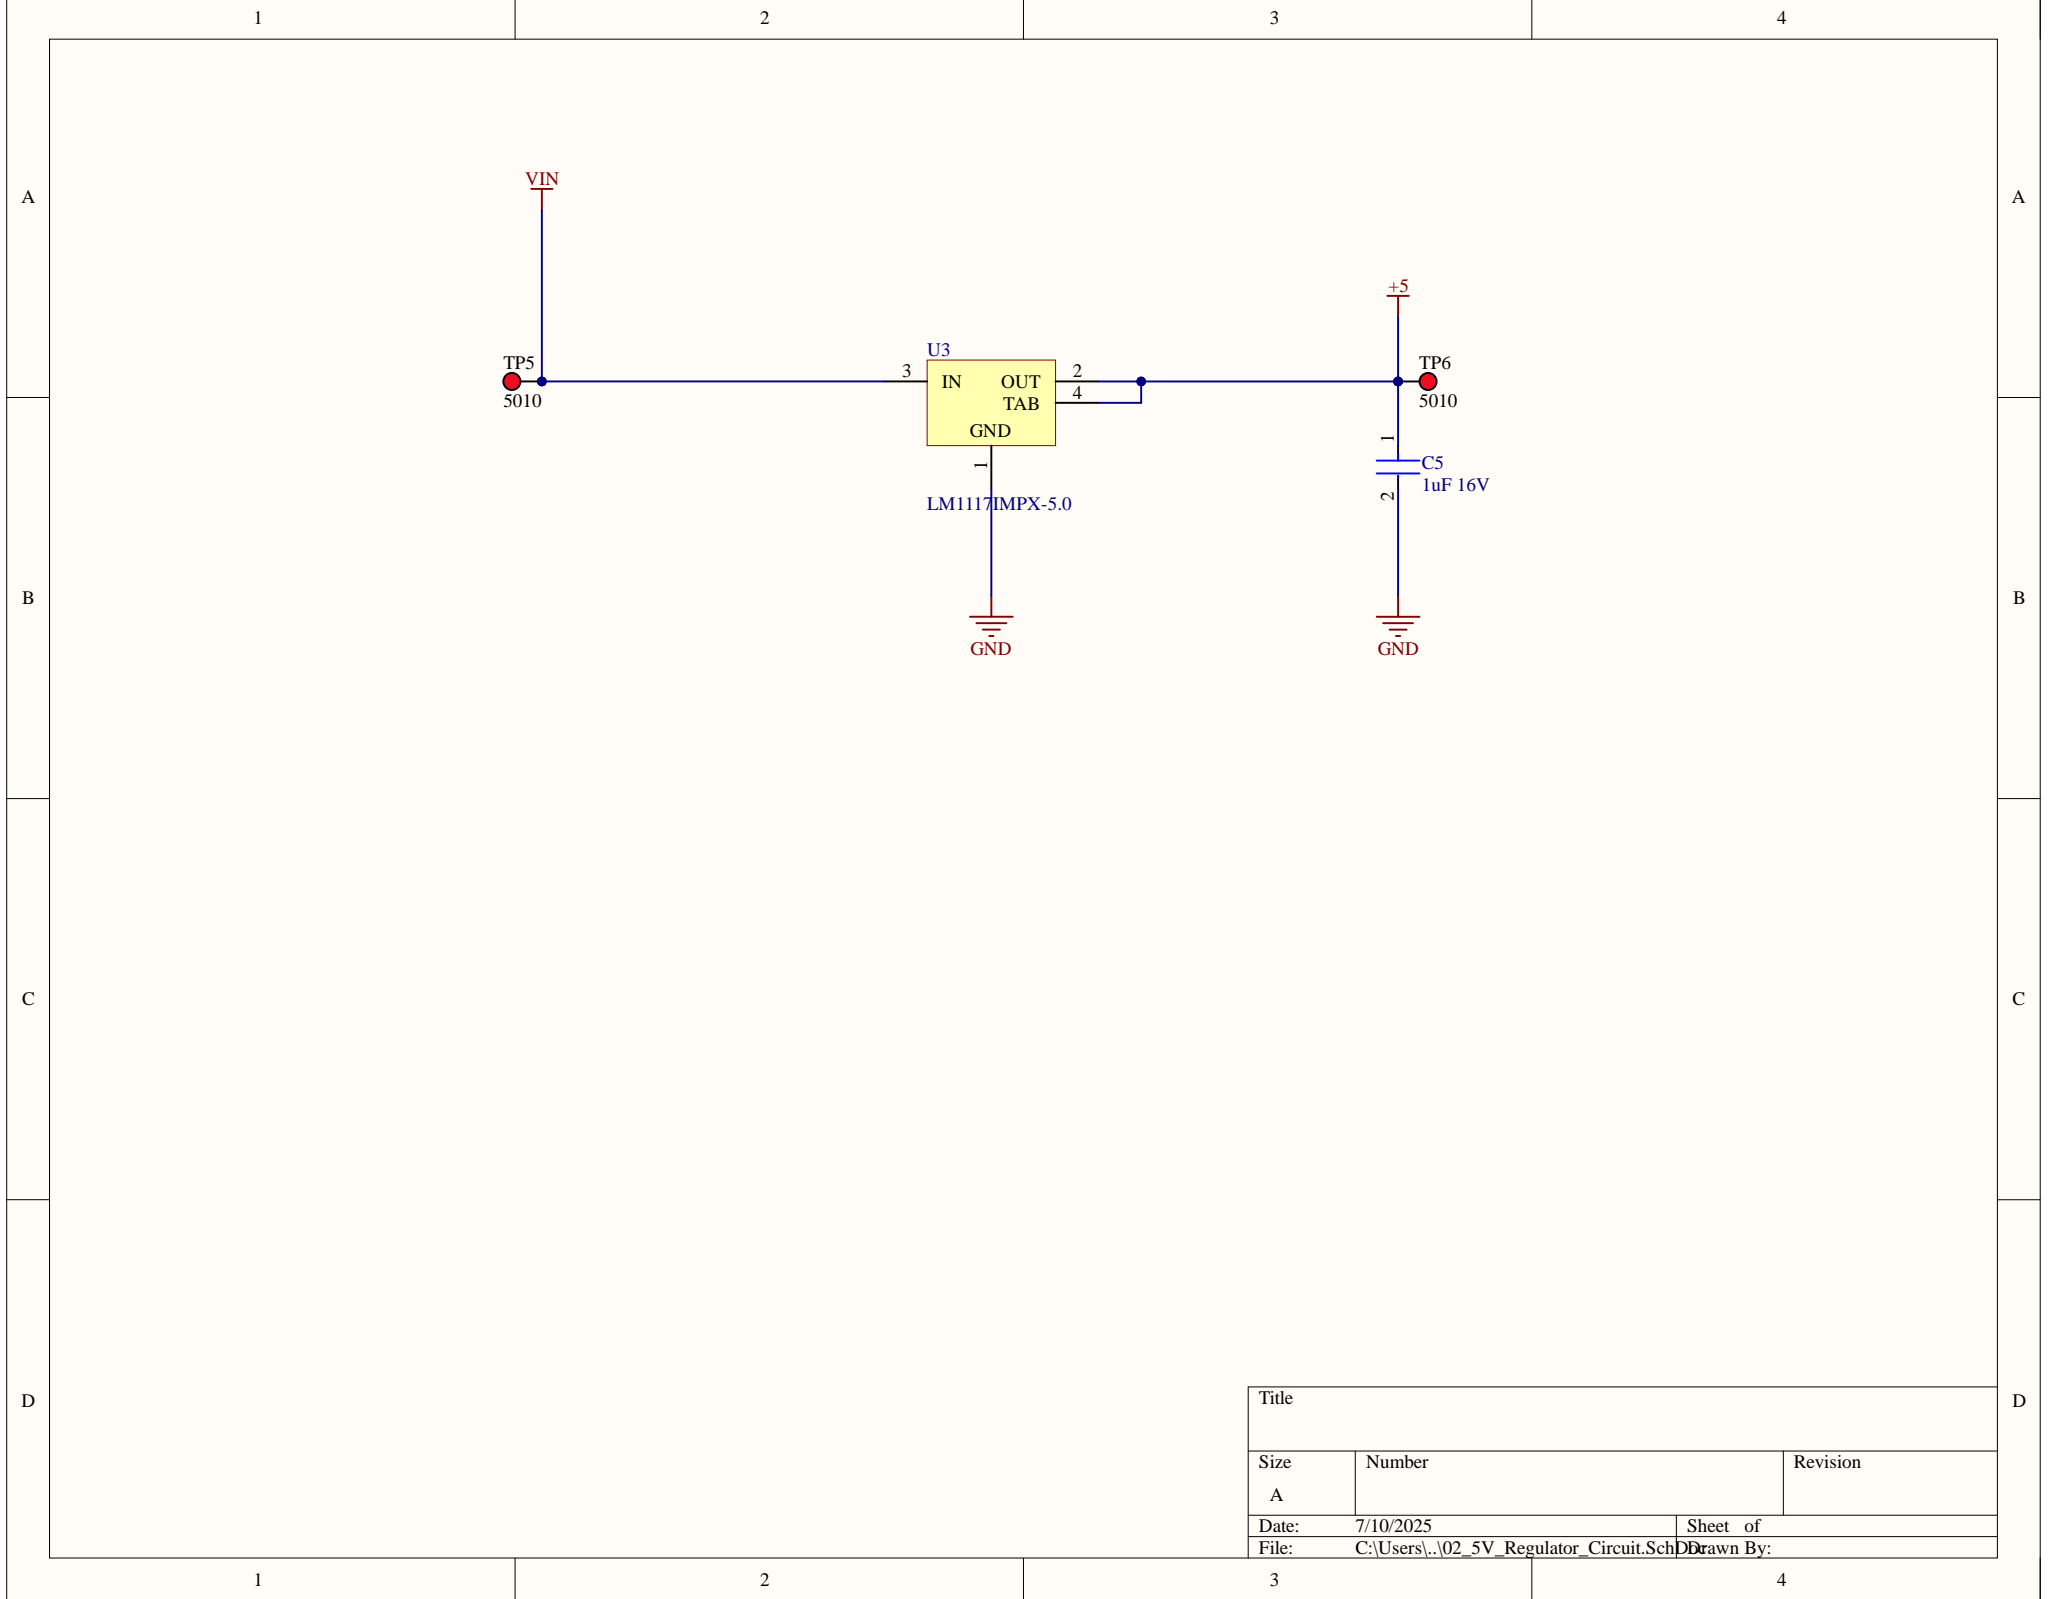 1 2 3 4
A A
VIN
+5
TP5
5010
U3
3 IN OUT 2
TAB 4
GND
1
LM1117IMPX-5.0
GND
TP6
5010
1
C5
1uF 16V
2
GND
B B
C C
D D
Title
Size Number Revision
A
Date: 7/10/2025 Sheet of
File: C:\Users\..\02_5V_Regulator_Circuit.SchDoc Drawn By:
1 2 3 4